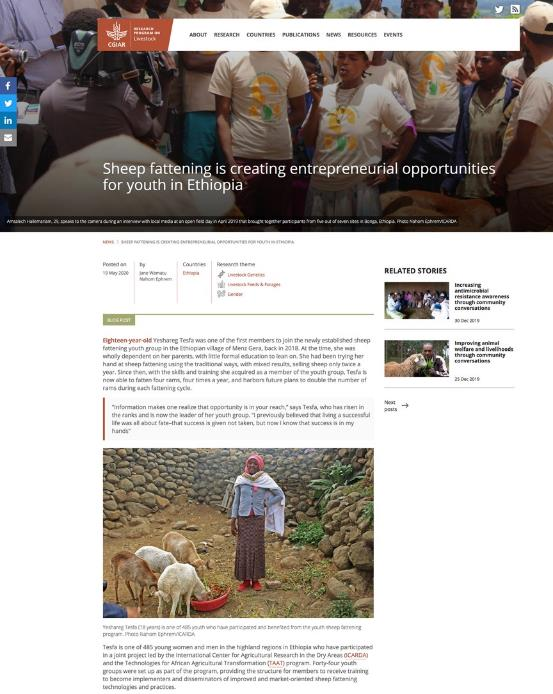 CGIAR
RESEARCH
PROGRAM ON
Livestock
ABOUT RESEARCH COUNTRIES PUBLICATIONS NEWS RESOURCES EVENTS
Sheep fattening is creating entrepreneurial opportunities
for youth in Ethiopia
Amsalech Hailemariam, 25, speaks to the camera during an interview with local media at an open field day in April 2019 that brought together participants from five out of seven sites in Bonga, Ethiopia. Photo Nahom Ephrem/ICARDA
NEWS | SHEEP FATTENING IS CREATING ENTREPRENEURIAL OPPORTUNITIES FOR YOUTH IN ETHIOPIA
Posted on
19 May 2020
by
Jane Wamatu
Nahom Ephrem
Countries
Ethiopia
Research theme
Livestock Genetics
Livestock Feeds & Forages
Gender
BLOG POST
Eighteen-year-old Yeshareg Tesfa was one of the first members to join the newly established sheep
fattening youth group in the Ethiopian village of Menz Gera, back in 2018. At the time, she was
wholly dependent on her parents, with little formal education to lean on. She had been trying her
hand at sheep fattening using the traditional ways, with mixed results, selling sheep only twice a
year. Since then, with the skills and training she acquired as a member of the youth group, Tesfa is
now able to fatten four rams, four times a year, and harbors future plans to double the number of
rams during each fattening cycle.
"Information makes one realize that opportunity is in your reach," says Tesfa, who has risen in
the ranks and is now the leader of her youth group. "I previously believed that living a successful
life was all about fate–that success is given not taken, but now I know that success is in my
hands"
Yeshareg Tesfa (18 years) is one of 485 youth who have participated and benefited from the youth sheep fattening
program. Photo Nahom Ephrem/ICARDA
Tesfa is one of 485 young women and men in the highland regions in Ethiopia who have participated
in a joint project led by the International Center for Agricultural Research in the Dry Areas (ICARDA)
and the Technologies for African Agricultural Transformation (TAAT) program. Forty-four youth
groups were set up as part of the program, providing the structure for members to receive training
to become implementers and disseminators of improved and market-oriented sheep fattening
technologies and practices.
RELATED STORIES
Increasing
antimicrobial
resistance awareness
through community
conversations
30 Dec 2019
Improving animal
welfare and livelihoods
through community
conversations
23 Dec 2019
Next
posts